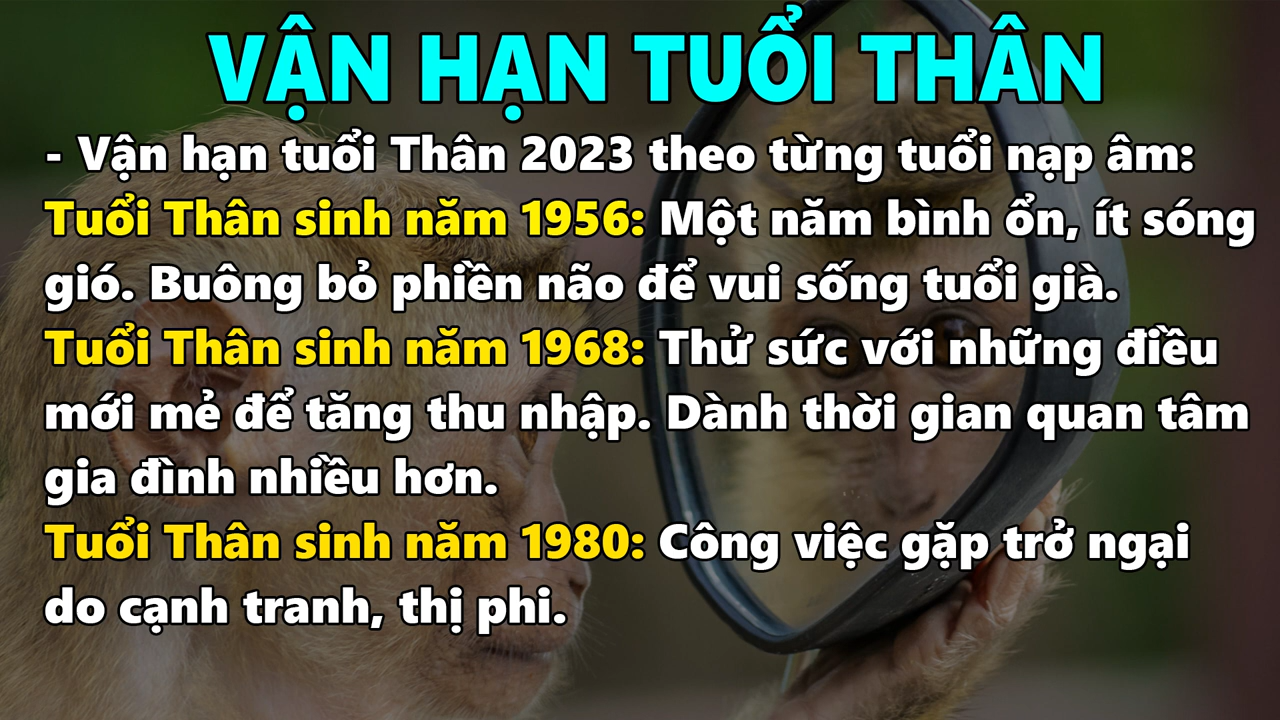 VẬN HẠN TUỔI THÂN
- Vận hạn tuổi Thân 2023 theo từng tuổi nạp âm:
Tuổi Thân sinh năm 1956: Một năm bình ổn, ít sóng
gió. Buông bỏ phiền não để vui sống tuổi già.
Tuổi Thân sinh năm 1968: Thử sức với những điều
mới mẻ để tăng thu nhập. Dành thời gian quan tâm
gia đình nhiều hơn.
Tuổi Thân sinh năm 1980: Công việc gặp trở ngại
do cạnh tranh, thị phi.